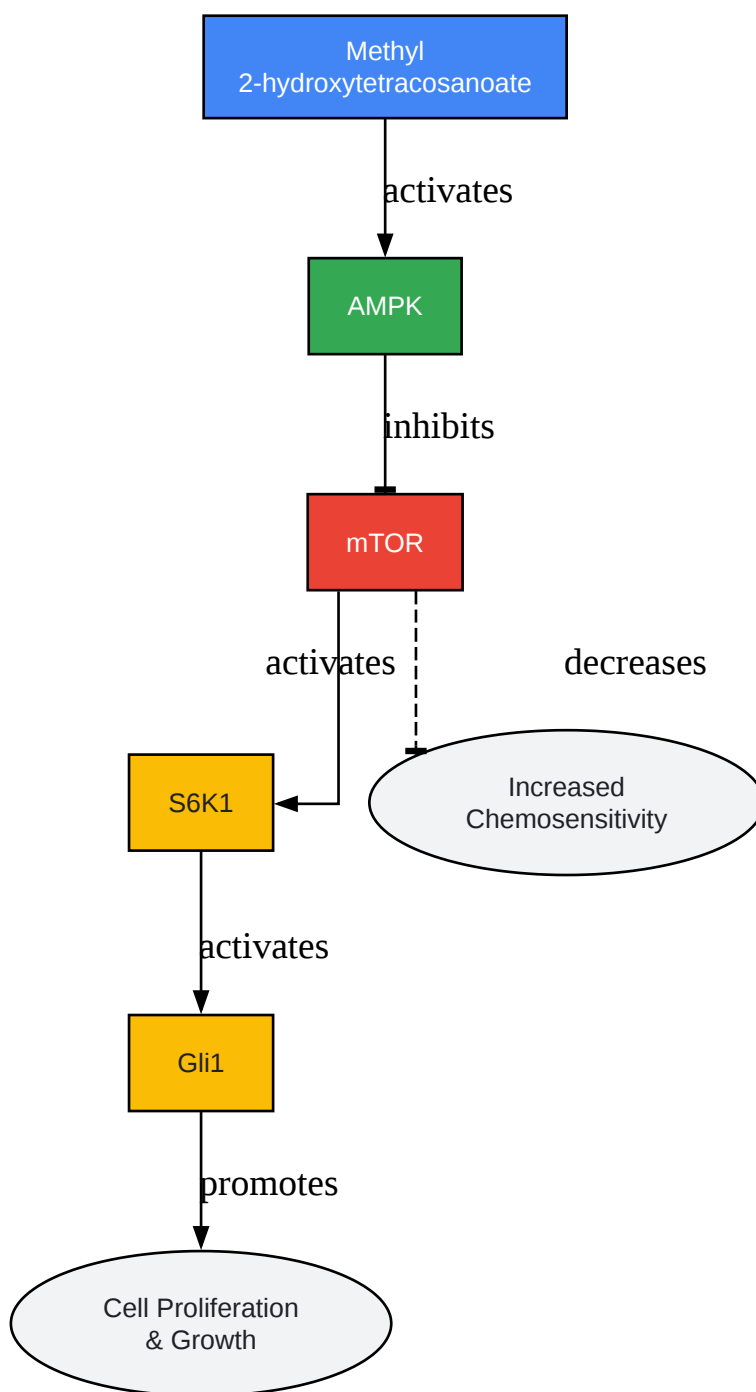 Methyl
2-hydroxytetracosanoate
activates
AMPK
inhibits
mTOR
activates
decreases
S6K1
Increased
Chemosensitivity
activates
Gli1
promotes
Cell Proliferation
& Growth